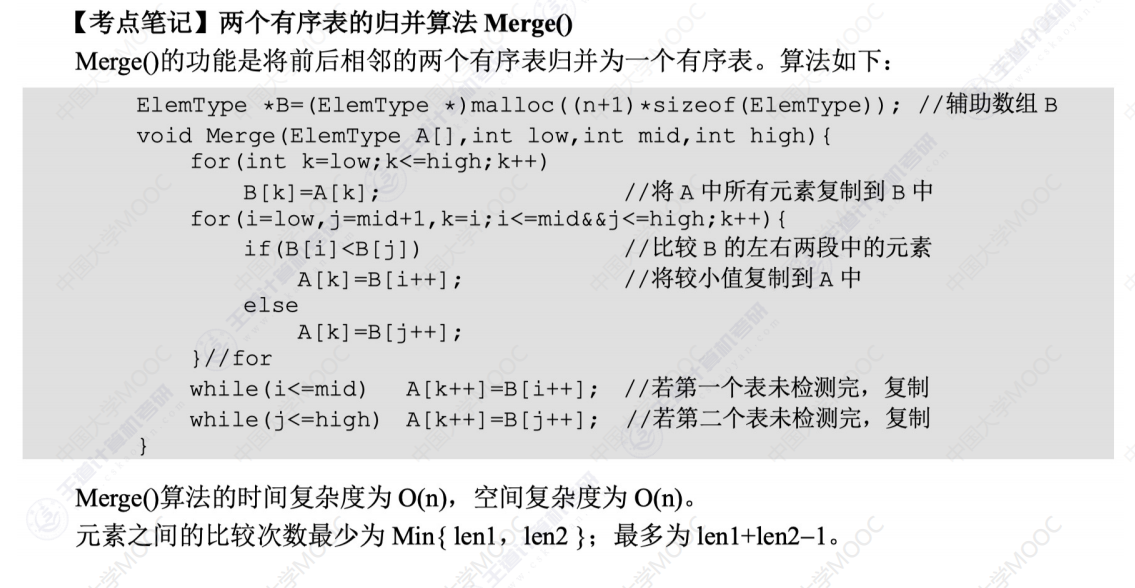 【考点笔记】两个有序表的归并算法 Merge()
Merge()的功能是将前后相邻的两个有序表归并为一个有序表。算法如下：
ElemType *B=(ElemType *)malloc((n+1)*sizeof(ElemType)); //辅助数组 B
void Merge(ElemType A[],int low,int mid,int high){
for(int k=low;k<=high;k++)
B[k]=A[k]; //将 A 中所有元素复制到 B 中
for(i=low,j=mid+1,k=i;i<=mid&&j<=high;k++){
if(B[i]<B[j]) //比较 B 的左右两段中的元素
A[k]=B[i++]; //将较小值复制到 A 中
else
A[k]=B[j++];
}//for
while(i<=mid) A[k++]=B[i++]; //若第一个表未检测完，复制
while(j<=high) A[k++]=B[j++]; //若第二个表未检测完，复制
}
Merge()算法的时间复杂度为 O(n)，空间复杂度为 O(n)。
元素之间的比较次数最少为 Min{ len1，len2 }；最多为 len1+len2–1。